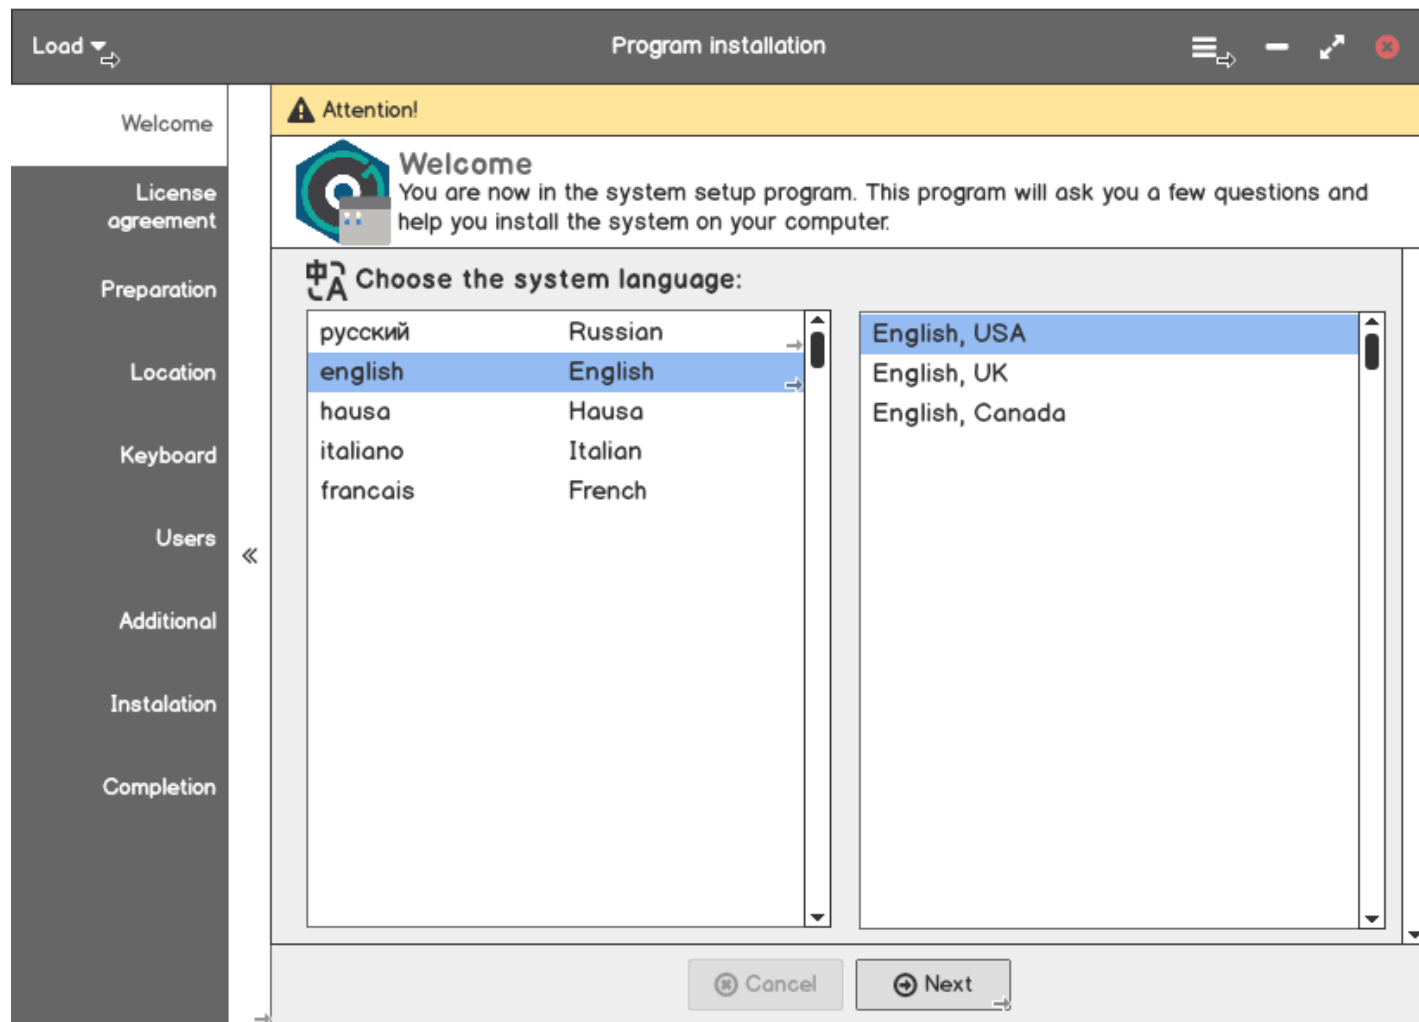 Load
Program installation
Welcome
License
agreement
Preparation
Location
Keyboard
Users
Additional
Instalation
Completion
Attention!
Welcome
You are now in the system setup program. This program will ask you a few questions and
help you install the system on your computer.
Choose the system language:
русский Russian
english English
hausa Hausa
italiano Italian
francais French
English, USA
English, UK
English, Canada
Cancel
Next